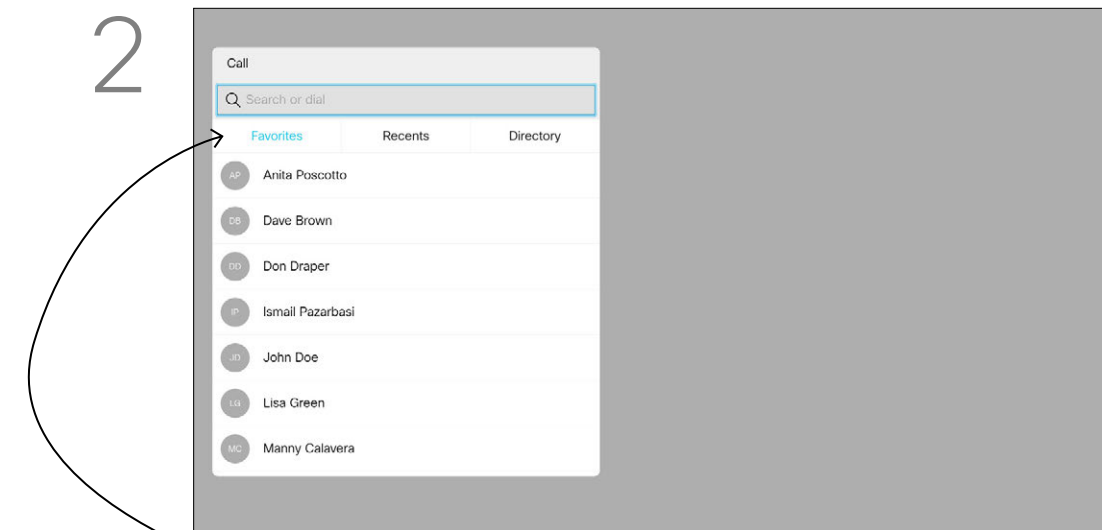 2
Call
Search or dial
Favorites Recents Directory
AP Anita Poscotto
DB Dave Brown
DD Don Draper
IP Ismail Pazarbasi
JD John Doe
LG Lisa Green
MC Manny Calavera